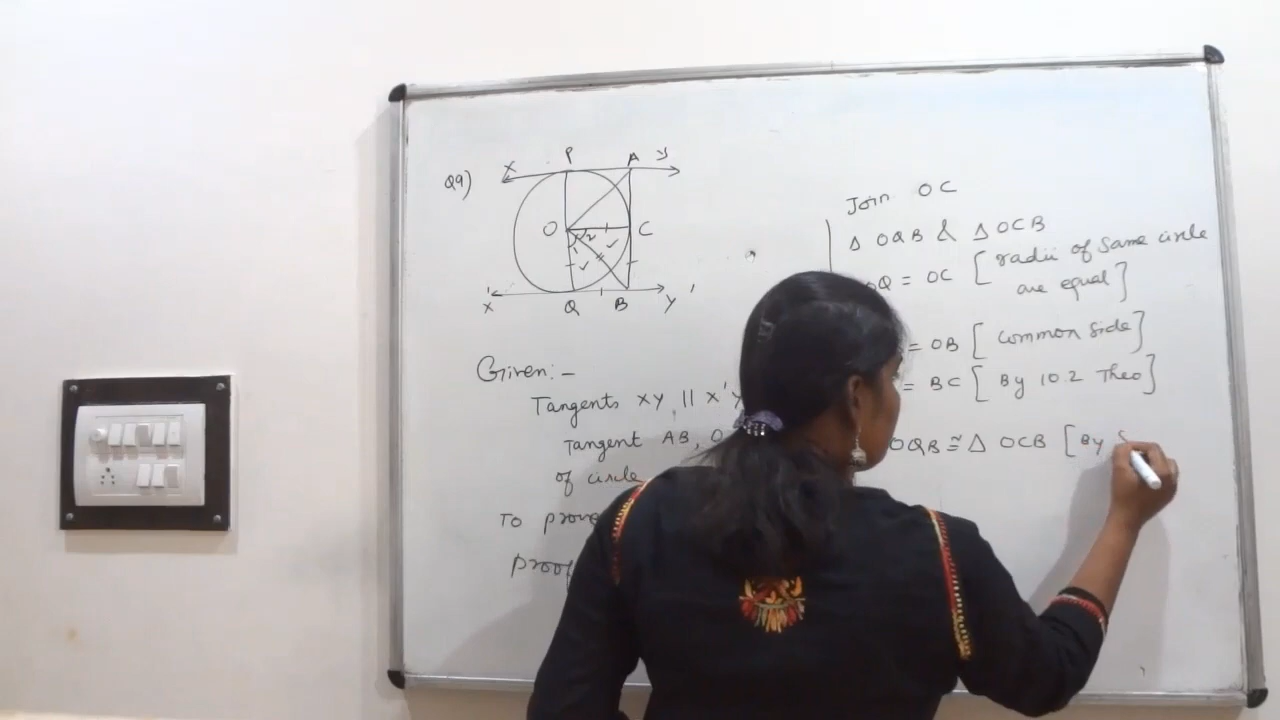 Q9)
P A y
X
O 2 C
X' Q B y'
Given:-
Tangents XY || X'Y
Tangent AB, O
of circle
To prove
Proof
Join OC
Δ OQB & Δ OCB
OQ = OC [radii of same circle
are equal]
= OB [common side]
= BC [By 10.2 Theo]
OQB ≅ Δ OCB [By S